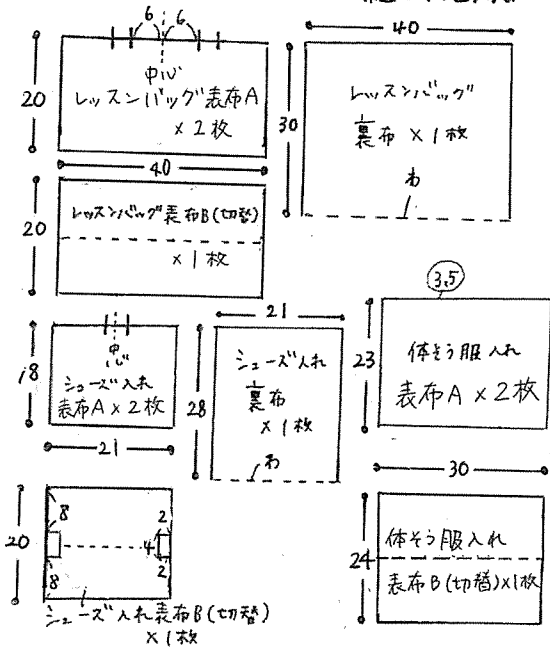 6 6
中心
20
レッスンバッグ表布A
×2枚
40
レッスンバッグ表布B(切替)
20
×1枚
40
30
レッスンバッグ
裏布 ×1枚
わ
18
中心
シューズ入れ
表布A×2枚
21
21
28
シューズ入れ
裏布
×1枚
わ
3.5
23
体そう服入れ
表布A×2枚
30
20
8
8
2
4
2
シューズ入れ表布B(切替)
×1枚
24
体そう服入れ
表布B(切替)×1枚